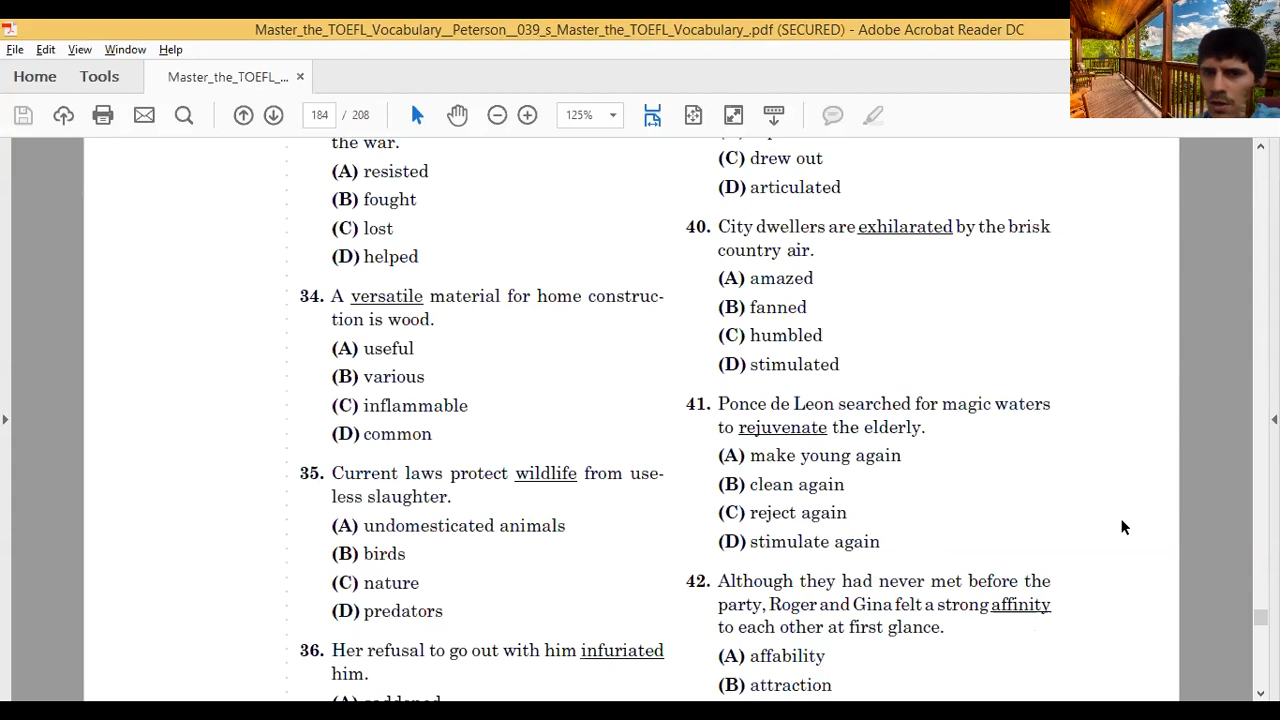 Master_the_TOEFL_Vocabulary__Peterson__039_s_Master_the_TOEFL_Vocabulary_.pdf (SECURED) - Adobe Acrobat Reader DC
File Edit View Window Help
Home Tools Master_the_TOEFL_... ×
184 / 208 125%
the war.
(A) resisted
(B) fought
(C) lost
(D) helped
34. A versatile material for home construc-
tion is wood.
(A) useful
(B) various
(C) inflammable
(D) common
35. Current laws protect wildlife from use-
less slaughter.
(A) undomesticated animals
(B) birds
(C) nature
(D) predators
36. Her refusal to go out with him infuriated
him.
(A) saddened
(C) drew out
(D) articulated
40. City dwellers are exhilarated by the brisk
country air.
(A) amazed
(B) fanned
(C) humbled
(D) stimulated
41. Ponce de Leon searched for magic waters
to rejuvenate the elderly.
(A) make young again
(B) clean again
(C) reject again
(D) stimulate again
42. Although they had never met before the
party, Roger and Gina felt a strong affinity
to each other at first glance.
(A) affability
(B) attraction